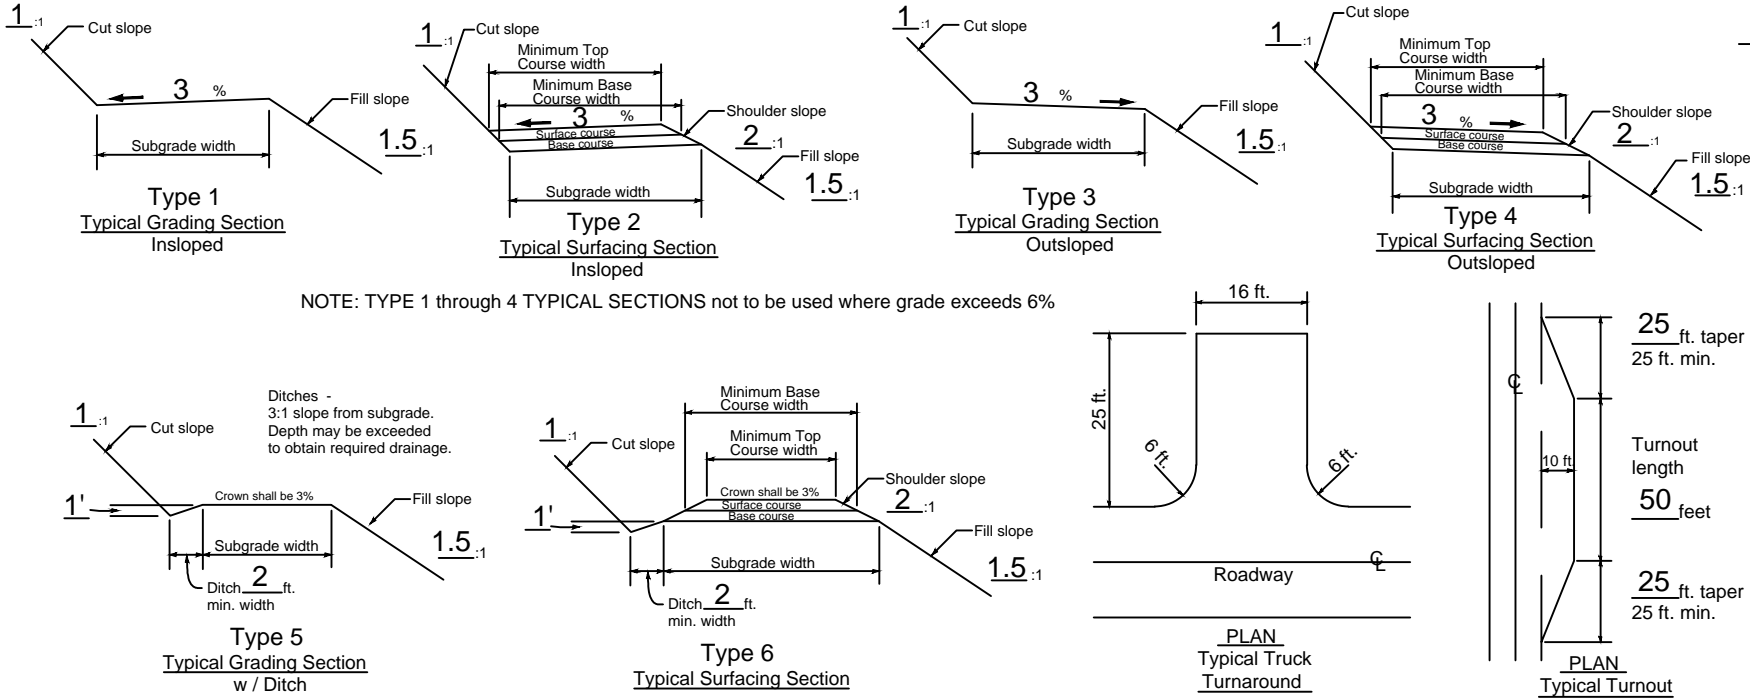 1 :1
Cut slope
3 %
Fill slope
1.5 :1
Subgrade width
Type 1
Typical Grading Section
Insloped
1 :1
Cut slope
Minimum Top
Course width
Minimum Base
Course width
3 %
Surface course
Base course
Shoulder slope
2 :1
Fill slope
1.5 :1
Subgrade width
Type 2
Typical Surfacing Section
Insloped
1 :1
Cut slope
3 %
Fill slope
1.5 :1
Subgrade width
Type 3
Typical Grading Section
Outsloped
1 :1
Cut slope
Minimum Top
Course width
Minimum Base
Course width
3 %
Surface course
Base course
Shoulder slope
2 :1
Fill slope
1.5 :1
Subgrade width
Type 4
Typical Surfacing Section
Outsloped
NOTE: TYPE 1 through 4 TYPICAL SECTIONS not to be used where grade exceeds 6%
Ditches -
3:1 slope from subgrade.
Depth may be exceeded
to obtain required drainage.
1 :1
Cut slope
1'
Crown shall be 3%
Fill slope
1.5 :1
Subgrade width
Ditch 2 ft.
min. width
Type 5
Typical Grading Section
w / Ditch
1 :1
Cut slope
Minimum Base
Course width
Minimum Top
Course width
Crown shall be 3%
Surface course
Base course
Shoulder slope
2 :1
1'
Fill slope
1.5 :1
Subgrade width
Ditch 2 ft.
min. width
Type 6
Typical Surfacing Section
16 ft.
25 ft.
6 ft.
6 ft.
℄
Roadway
PLAN
Typical Truck
Turnaround
℄
25 ft. taper
25 ft. min.
10 ft.
Turnout
length
50 feet
25 ft. taper
25 ft. min.
PLAN
Typical Turnout